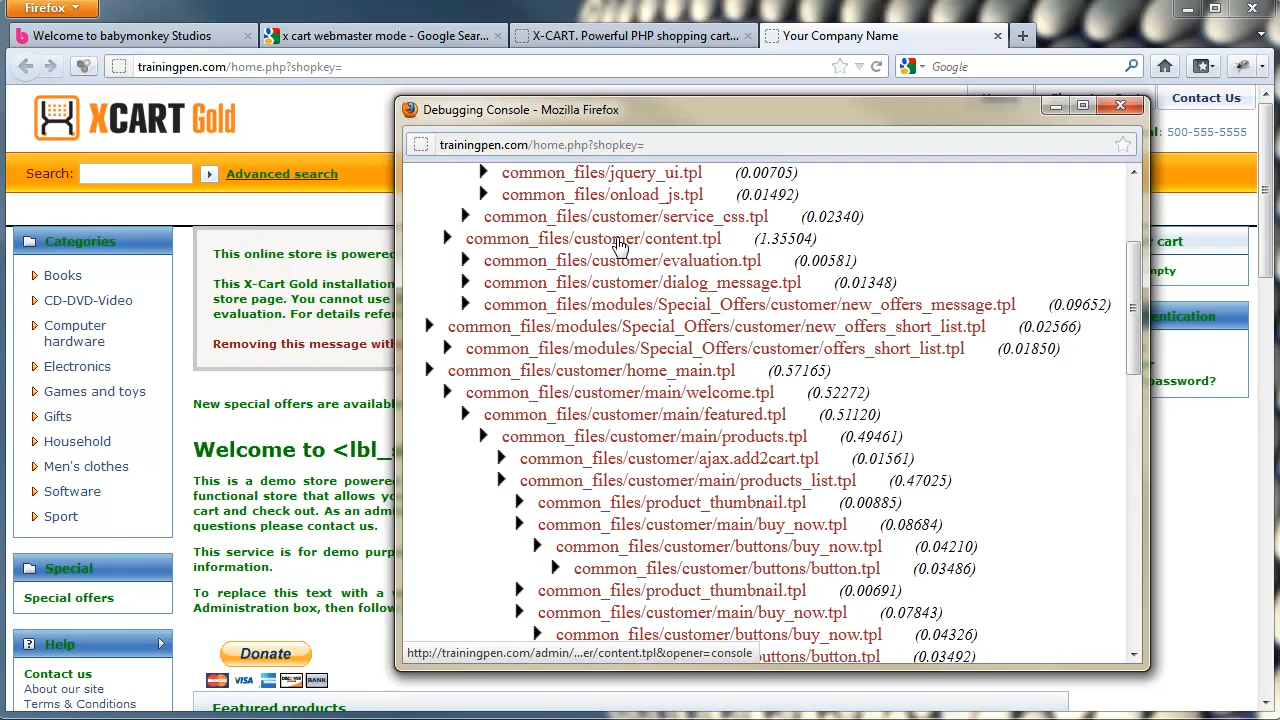 Firefox
Welcome to babymonkey Studios
x cart webmaster mode - Google Sear...
X-CART. Powerful PHP shopping cart...
Your Company Name
trainingpen.com/home.php?shopkey=
Google
XCART Gold
Contact Us
500-555-5555
Search:
Advanced search
Debugging Console - Mozilla Firefox
trainingpen.com/home.php?shopkey=
common_files/jquery_ui.tpl (0.00705)
common_files/onload_js.tpl (0.01492)
common_files/customer/service_css.tpl (0.02340)
common_files/customer/content.tpl (1.35504)
common_files/customer/evaluation.tpl (0.00581)
common_files/customer/dialog_message.tpl (0.01348)
common_files/modules/Special_Offers/customer/new_offers_message.tpl (0.09652)
common_files/modules/Special_Offers/customer/new_offers_short_list.tpl (0.02566)
common_files/modules/Special_Offers/customer/offers_short_list.tpl (0.01850)
common_files/customer/home_main.tpl (0.57165)
common_files/customer/main/welcome.tpl (0.52272)
common_files/customer/main/featured.tpl (0.51120)
common_files/customer/main/products.tpl (0.49461)
common_files/customer/ajax.add2cart.tpl (0.01561)
common_files/customer/main/products_list.tpl (0.47025)
common_files/product_thumbnail.tpl (0.00885)
common_files/customer/main/buy_now.tpl (0.08684)
common_files/customer/buttons/buy_now.tpl (0.04210)
common_files/customer/buttons/button.tpl (0.03486)
common_files/product_thumbnail.tpl (0.00691)
common_files/customer/main/buy_now.tpl (0.07843)
common_files/customer/buttons/buy_now.tpl (0.04326)
buttons/button.tpl (0.03492)
http://trainingpen.com/admin/...er/content.tpl&opener=console
Categories
Books
CD-DVD-Video
Computer
hardware
Electronics
Games and toys
Gifts
Household
Men's clothes
Software
Sport
Special
Special offers
Help
Contact us
About our site
Terms & Conditions
This online store is powere
This X-Cart Gold installation
store page. You cannot use
evaluation. For details refer
Removing this message with
New special offers are availab
Welcome to <lbl_s
This is a demo store powere
functional store that allows yo
cart and check out. As an admi
questions please contact us.
This service is for demo purp
information.
To replace this text with a
Administration box, then follow
Donate
VISA
DISCOVER
BANK
Featured products
cart
empty
entication
password?